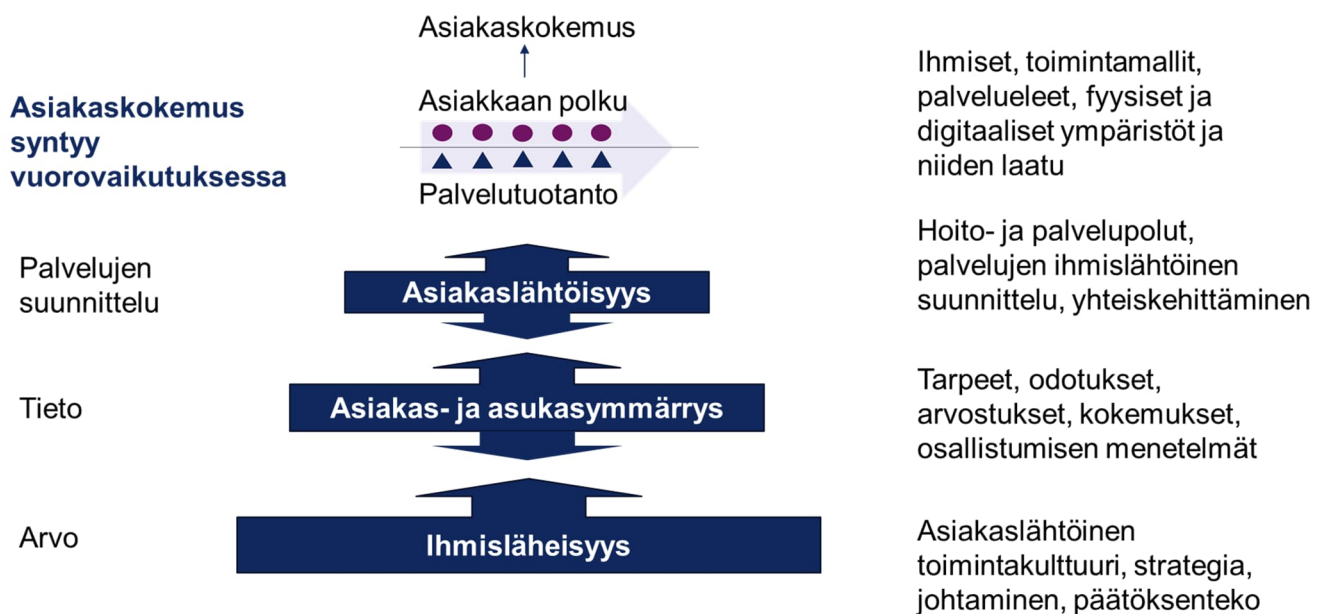 Asiakaskokemus
Asiakaskokemus
syntyy
vuorovaikutuksessa
Asiakkaan polku
Palvelutuotanto
Ihmiset, toimintamallit,
palvelueleet, fyysiset ja
digitaaliset ympäristöt ja
niiden laatu
Palvelujen
suunnittelu
Asiakaslähtöisyys
Hoito- ja palvelupolut,
palvelujen ihmislähtöinen
suunnittelu, yhteiskehittäminen
Tieto
Asiakas- ja asukasymmärrys
Tarpeet, odotukset,
arvostukset, kokemukset,
osallistumisen menetelmät
Arvo
Ihmisläheisyys
Asiakaslähtöinen
toimintakulttuuri, strategia,
johtaminen, päätöksenteko